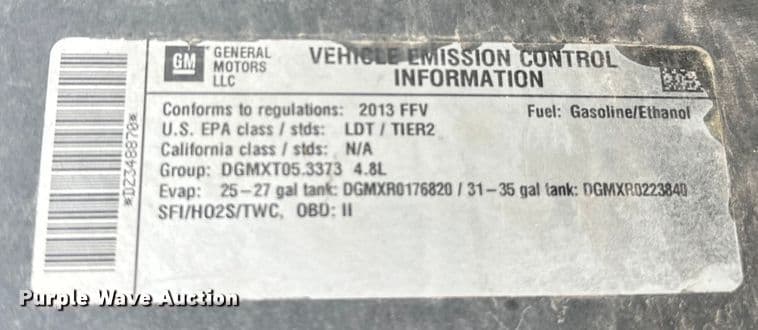 GM GENERAL MOTORS LLC
VEHICLE EMISSION CONTROL
INFORMATION
Conforms to regulations: 2013 FFV Fuel: Gasoline/Ethanol
U.S. EPA class / stds: LDT / TIER2
California class / stds: N/A
Group: DGMXT05.3373 4.8L
Evap: 25-27 gal tank: DGMXR0176820 / 31-35 gal tank: DGMXR0223840
SFI/HO2S/TWC, OBD: II
*DZ348870*
Purple Wave Auction